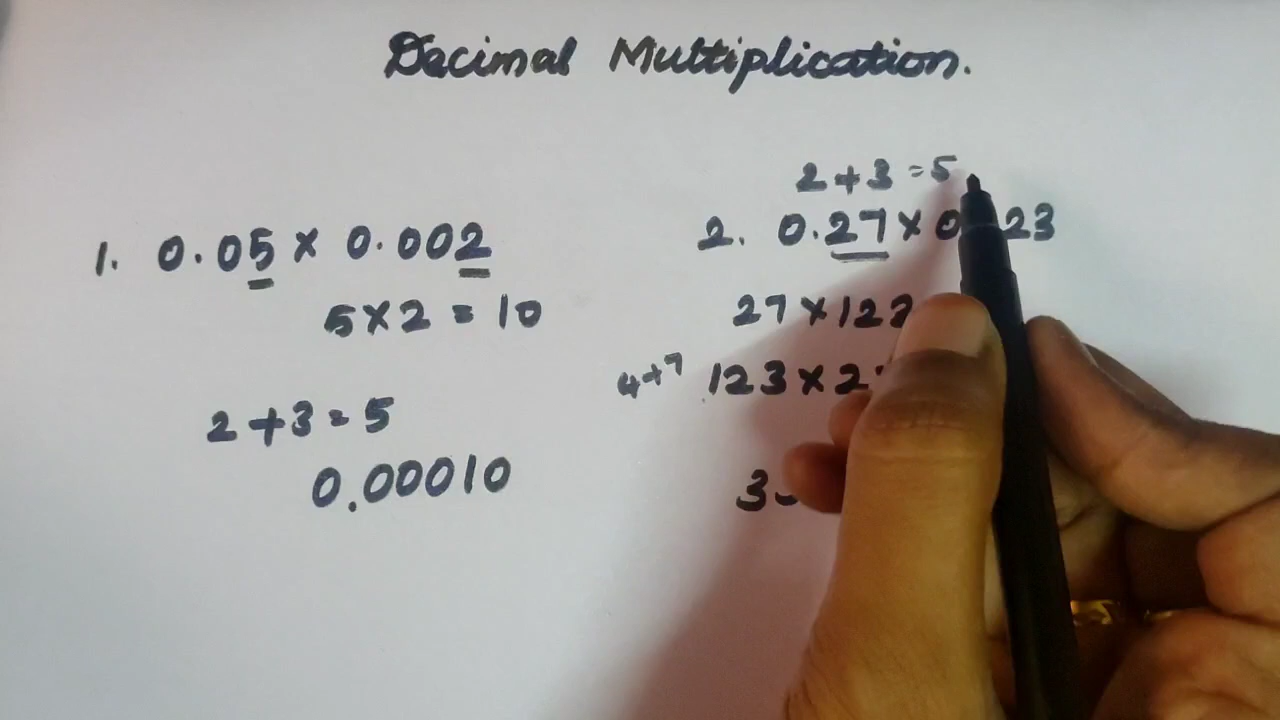 Decimal Multiplication.
1. 0.05 × 0.002
5 × 2 = 10
2 + 3 = 5
0.00010
2 + 3 = 5
2. 0.27 × 0 23
27 × 12
4+7 123 × 2
3